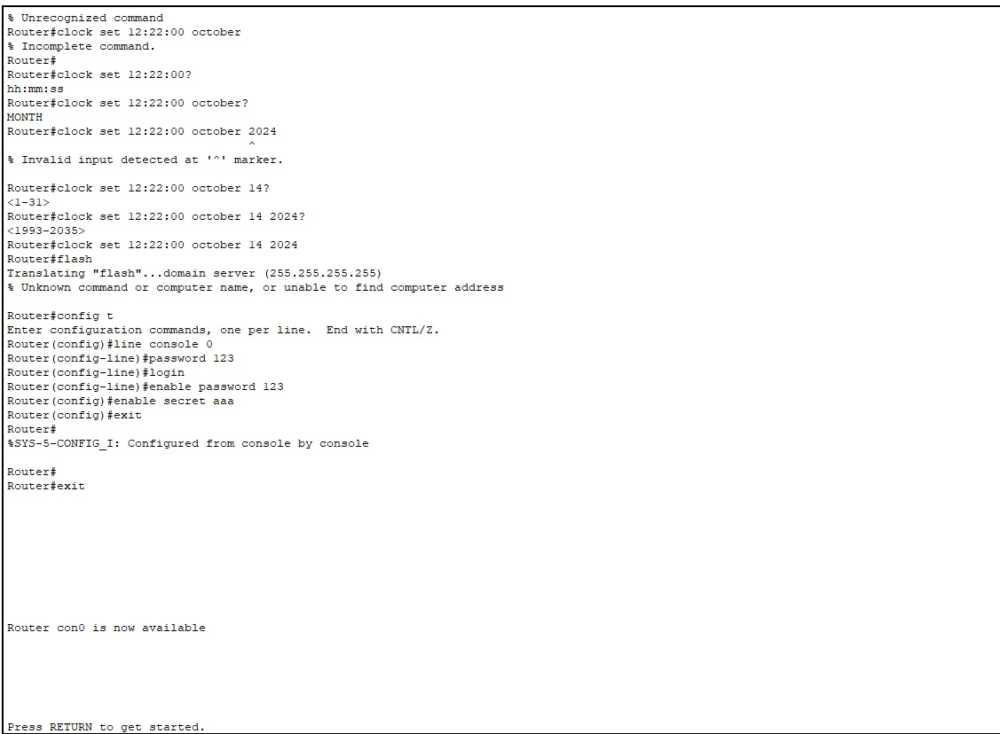 % Unrecognized command
Router#clock set 12:22:00 october
% Incomplete command.
Router#
Router#clock set 12:22:00?
hh:mm:ss
Router#clock set 12:22:00 october?
MONTH
Router#clock set 12:22:00 october 2024
^
% Invalid input detected at '^' marker.
Router#clock set 12:22:00 october 14?
<1-31>
Router#clock set 12:22:00 october 14 2024?
<1993-2035>
Router#clock set 12:22:00 october 14 2024
Router#flash
Translating "flash"...domain server (255.255.255.255)
% Unknown command or computer name, or unable to find computer address
Router#config t
Enter configuration commands, one per line.  End with CNTL/Z.
Router(config)#line console 0
Router(config-line)#password 123
Router(config-line)#login
Router(config-line)#enable password 123
Router(config)#enable secret aaa
Router(config)#exit
Router#
%SYS-5-CONFIG_I: Configured from console by console
Router#
Router#exit
Router con0 is now available
Press RETURN to get started.